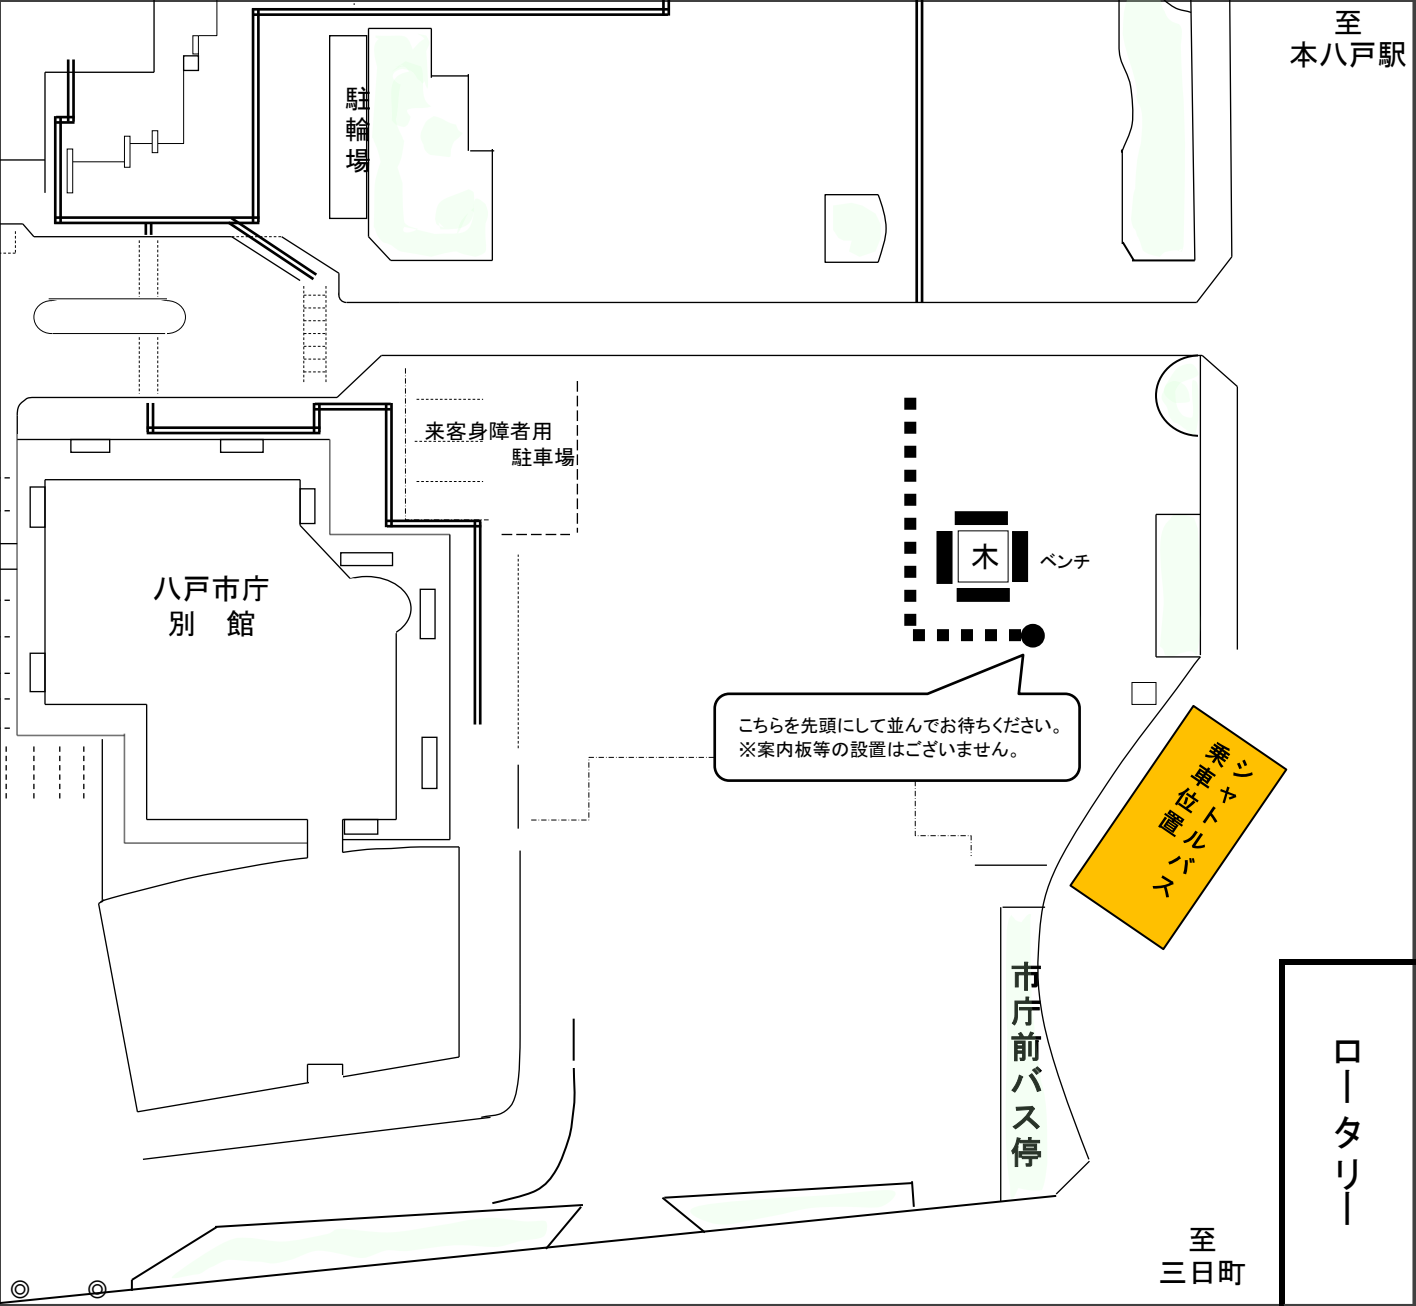 至
本八戸駅
駐輪場
来客身障者用
駐車場
木
ベンチ
八戸市庁
別　館
こちらを先頭にして並んでお待ちください。
※案内板等の設置はございません。
シャトルバス
乗車位置
市庁前バス停
ロータリー
至
三日町